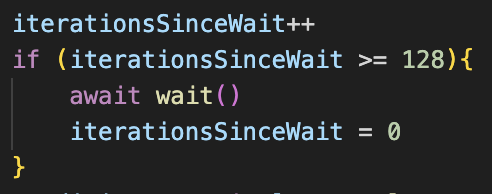 iterationsSinceWait++
if (iterationsSinceWait >= 128){
    await wait()
    iterationsSinceWait = 0
}